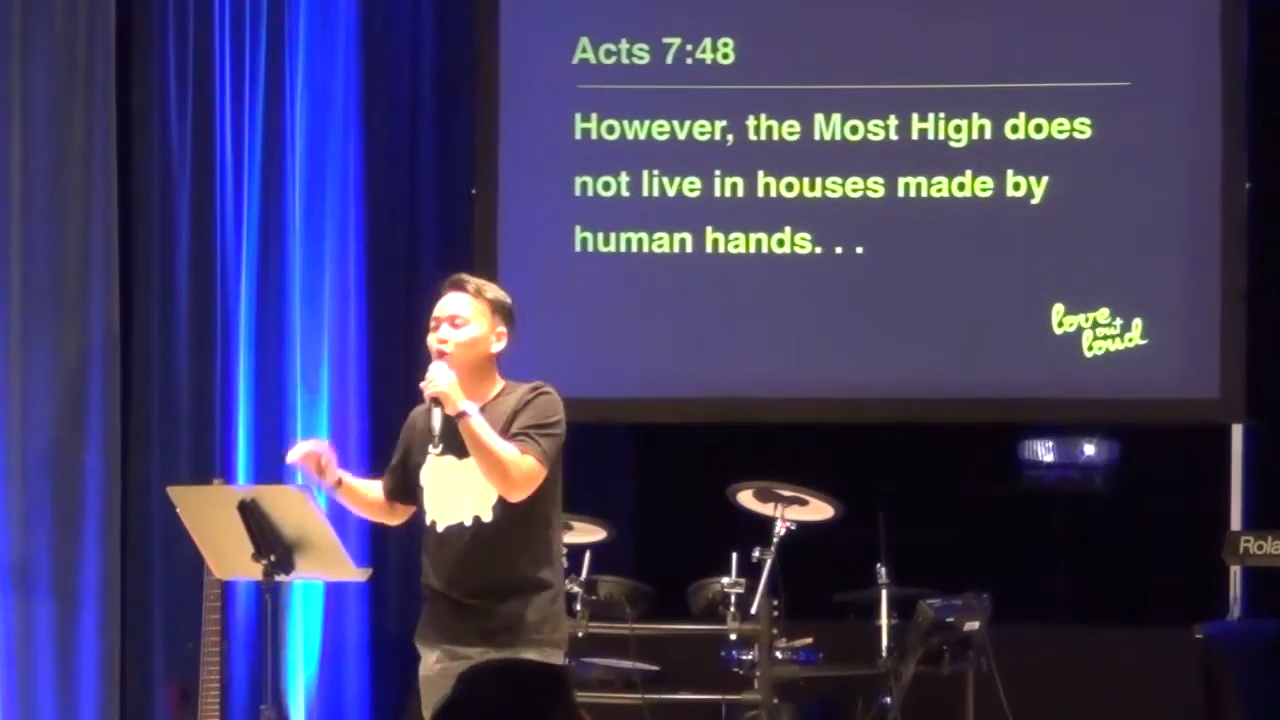 Acts 7:48
However, the Most High does
not live in houses made by
human hands. . .
love
out
loud
Rola